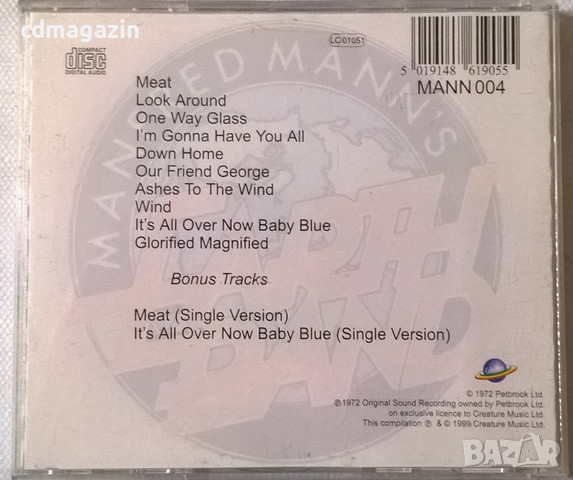 cdmagazin
COMPACT
disc
DIGITAL AUDIO
LC 01051
5 019148 619055
MANN 004
MANFRED MANN'S
EARTH
BAND
Meat
Look Around
One Way Glass
I'm Gonna Have You All
Down Home
Our Friend George
Ashes To The Wind
Wind
It's All Over Now Baby Blue
Glorified Magnified
Bonus Tracks
Meat (Single Version)
It's All Over Now Baby Blue (Single Version)
© 1972 Petbrook Ltd.
℗1972 Original Sound Recording owned by Petbrook Ltd.
on exclusive licence to Creature Music Ltd.
This compilation ℗ & © 1999 Creature Music Ltd.
BAZAR